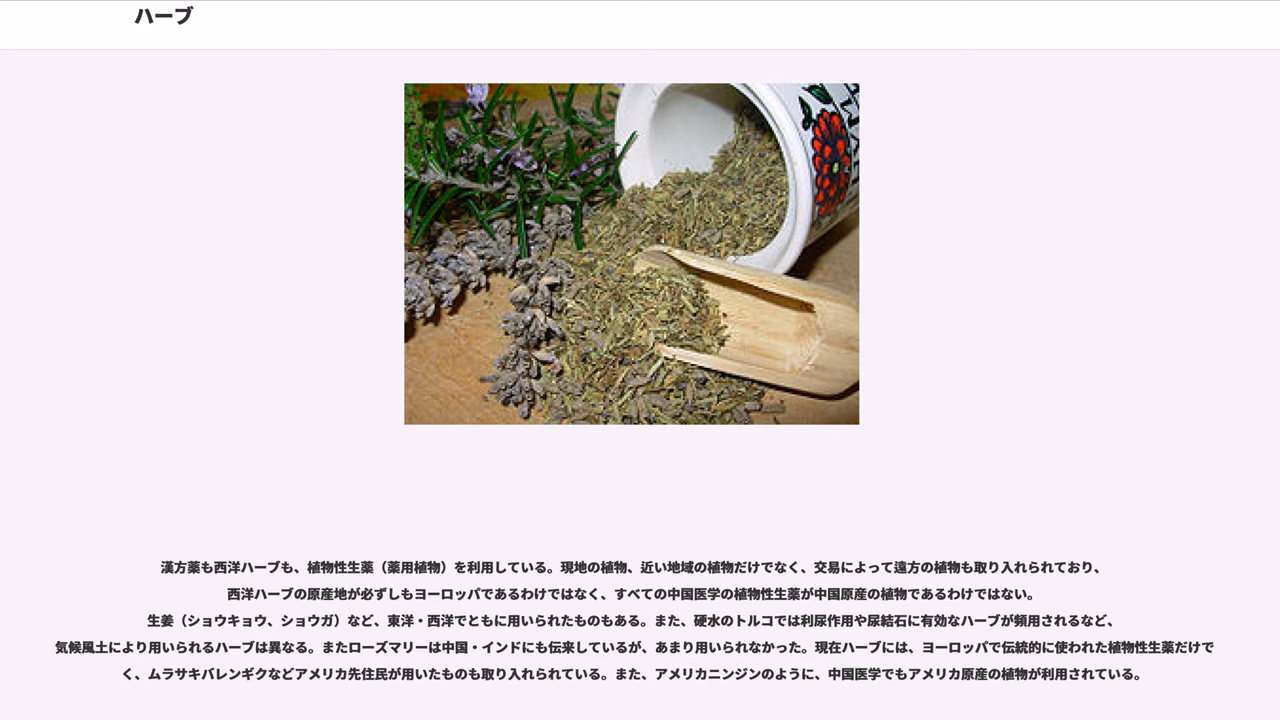 ハーブ
漢方薬も西洋ハーブも、植物性生薬（薬用植物）を利用している。現地の植物、近い地域の植物だけでなく、交易によって遠方の植物も取り入れられており、
西洋ハーブの原産地が必ずしもヨーロッパであるわけではなく、すべての中国医学の植物性生薬が中国原産の植物であるわけではない。
生姜（ショウキョウ、ショウガ）など、東洋・西洋でともに用いられたものもある。また、硬水のトルコでは利尿作用や尿結石に有効なハーブが頻用されるなど、
気候風土により用いられるハーブは異なる。またローズマリーは中国・インドにも伝来しているが、あまり用いられなかった。現在ハーブには、ヨーロッパで伝統的に使われた植物性生薬だけで
く、ムラサキバレンギクなどアメリカ先住民が用いたものも取り入れられている。また、アメリカニンジンのように、中国医学でもアメリカ原産の植物が利用されている。